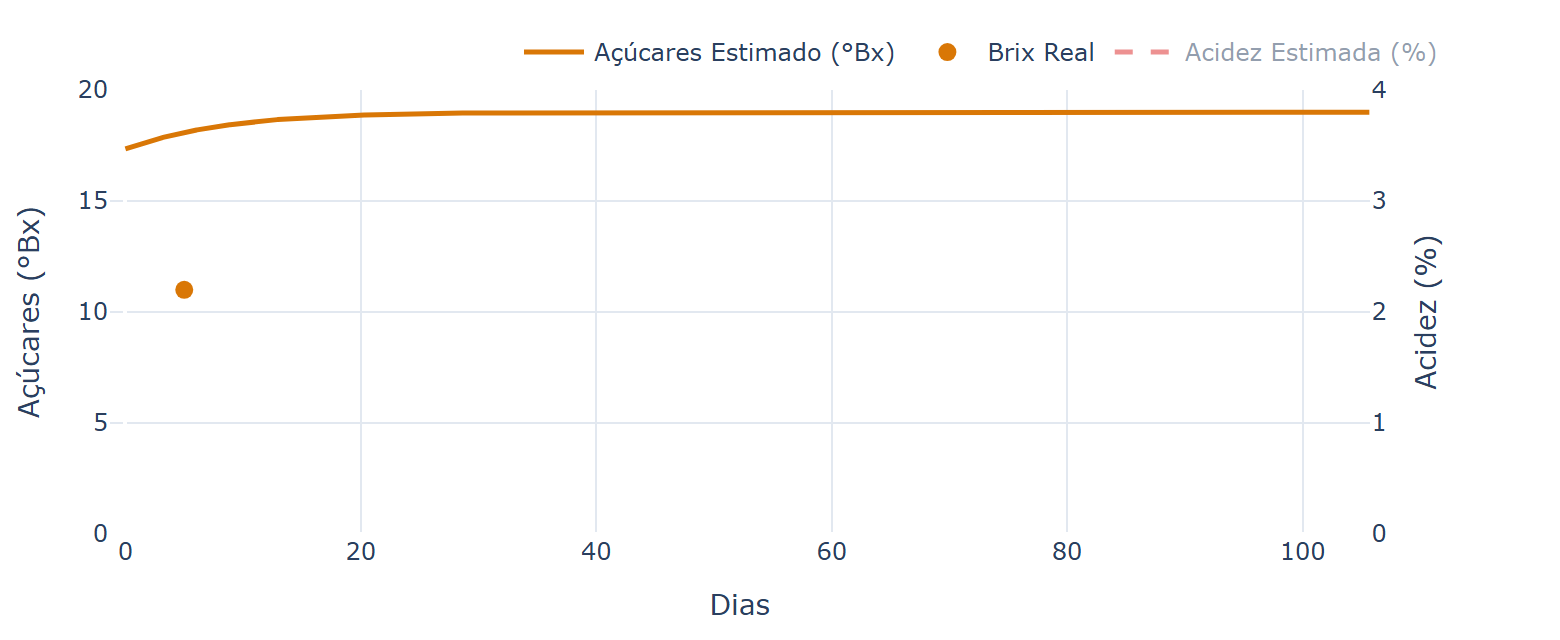 Açúcares Estimado (°Bx) Brix Real Acidez Estimada (%)
20 4
15 3
10 2
5 1
0 0
Açúcares (°Bx)
Acidez (%)
0 20 40 60 80 100
Dias